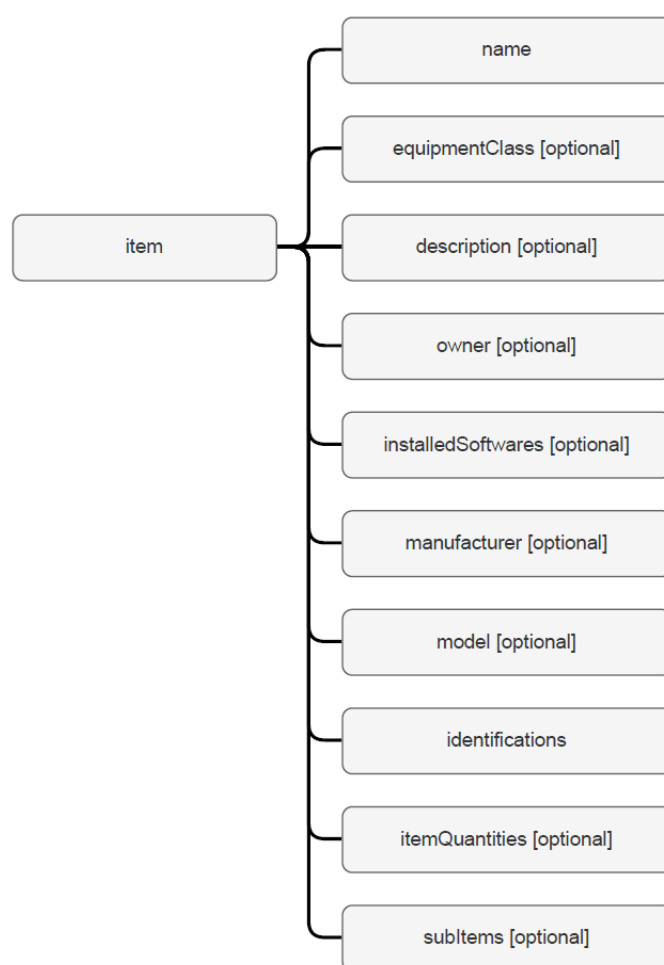 name
equipmentClass [optional]
item
description [optional]
owner [optional]
installedSoftwares [optional]
manufacturer [optional]
model [optional]
identifications
itemQuantities [optional]
subItems [optional]